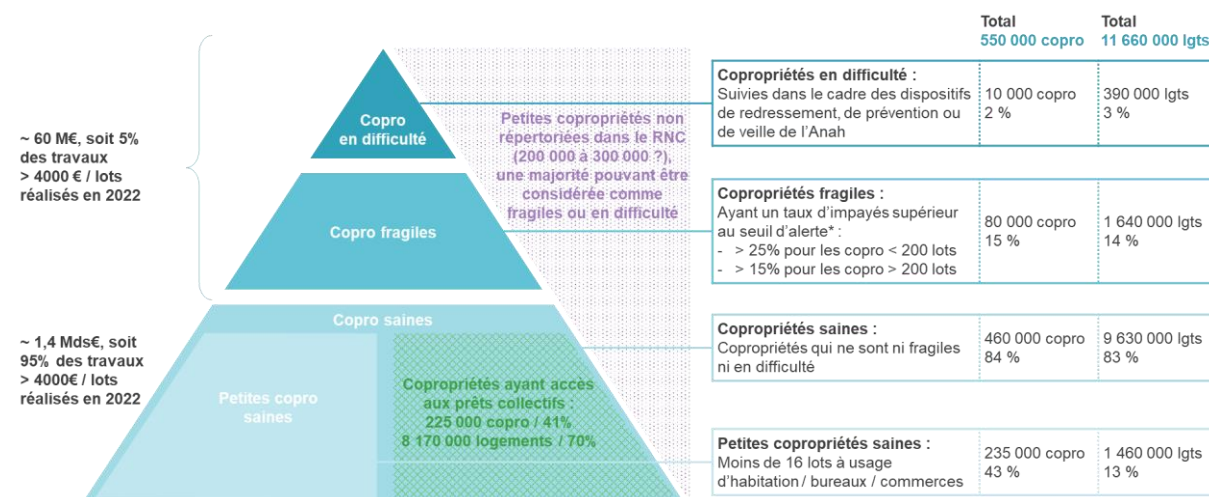 Total
550 000 copro
Total
11 660 000 lgts
~ 60 M€, soit 5%
des travaux
> 4000 € / lots
réalisés en 2022
Copro
en difficulté
Petites copropriétés non
répertoriées dans le RNC
(200 000 à 300 000 ?),
une majorité pouvant être
considérée comme
fragiles ou en difficulté
Copropriétés en difficulté :
Suivies dans le cadre des dispositifs
de redressement, de prévention ou
de veille de l'Anah
10 000 copro
2 %
390 000 lgts
3 %
Copro fragiles
Copropriétés fragiles :
Ayant un taux d'impayés supérieur
au seuil d'alerte* :
- > 25% pour les copro < 200 lots
- > 15% pour les copro > 200 lots
80 000 copro
15 %
1 640 000 lgts
14 %
~ 1,4 Mds€, soit
95% des travaux
> 4000€ / lots
réalisés en 2022
Copro saines
Petites copro
saines
Copropriétés ayant accès
aux prêts collectifs :
225 000 copro / 41%
8 170 000 logements / 70%
Copropriétés saines :
Copropriétés qui ne sont ni fragiles
ni en difficulté
460 000 copro
84 %
9 630 000 lgts
83 %
Petites copropriétés saines :
Moins de 16 lots à usage
d'habitation / bureaux / commerces
235 000 copro
43 %
1 460 000 lgts
13 %